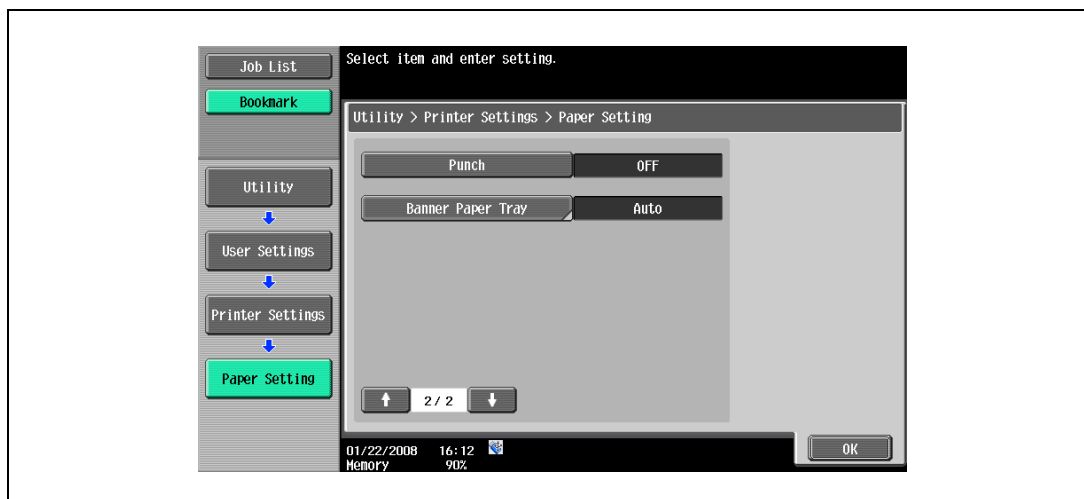 Job List
Bookmark
Select item and enter setting.
Utility > Printer Settings > Paper Setting
Utility
User Settings
Printer Settings
Paper Setting
Punch OFF
Banner Paper Tray Auto
2/ 2
01/22/2008 16:12
Memory 90%
OK